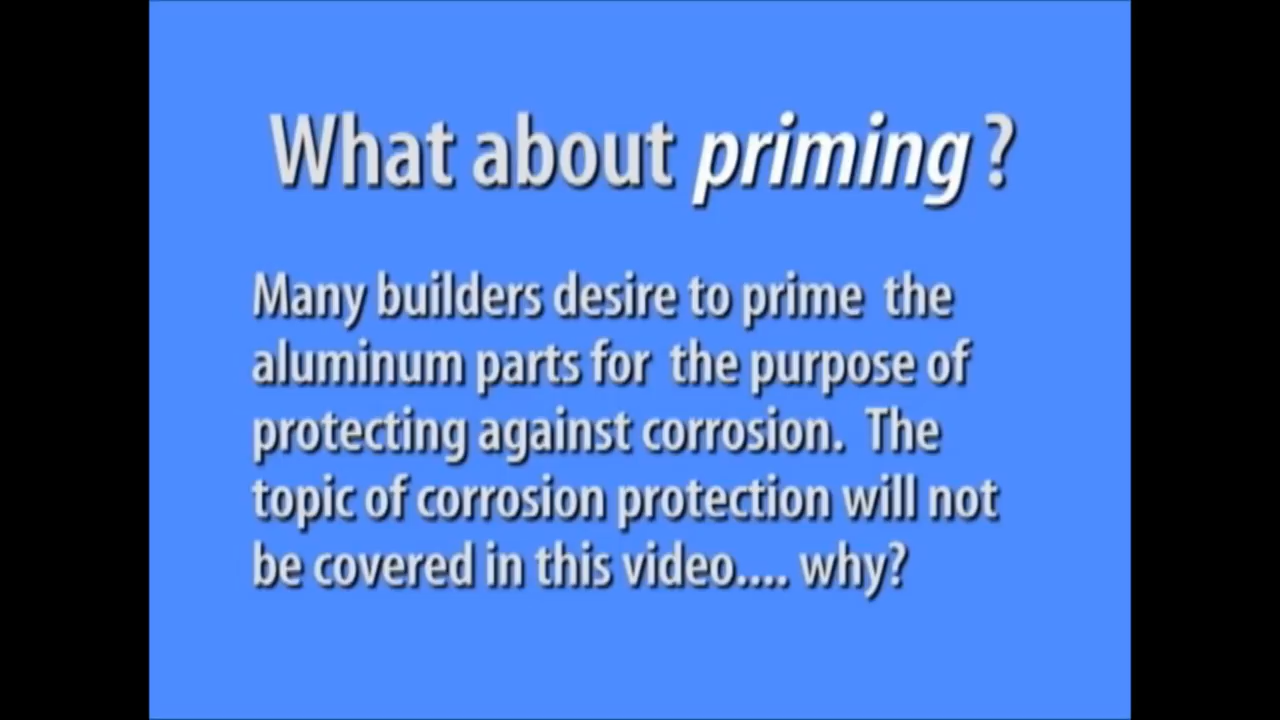 What about priming?
Many builders desire to prime the
aluminum parts for the purpose of
protecting against corrosion. The
topic of corrosion protection will not
be covered in this video.... why?